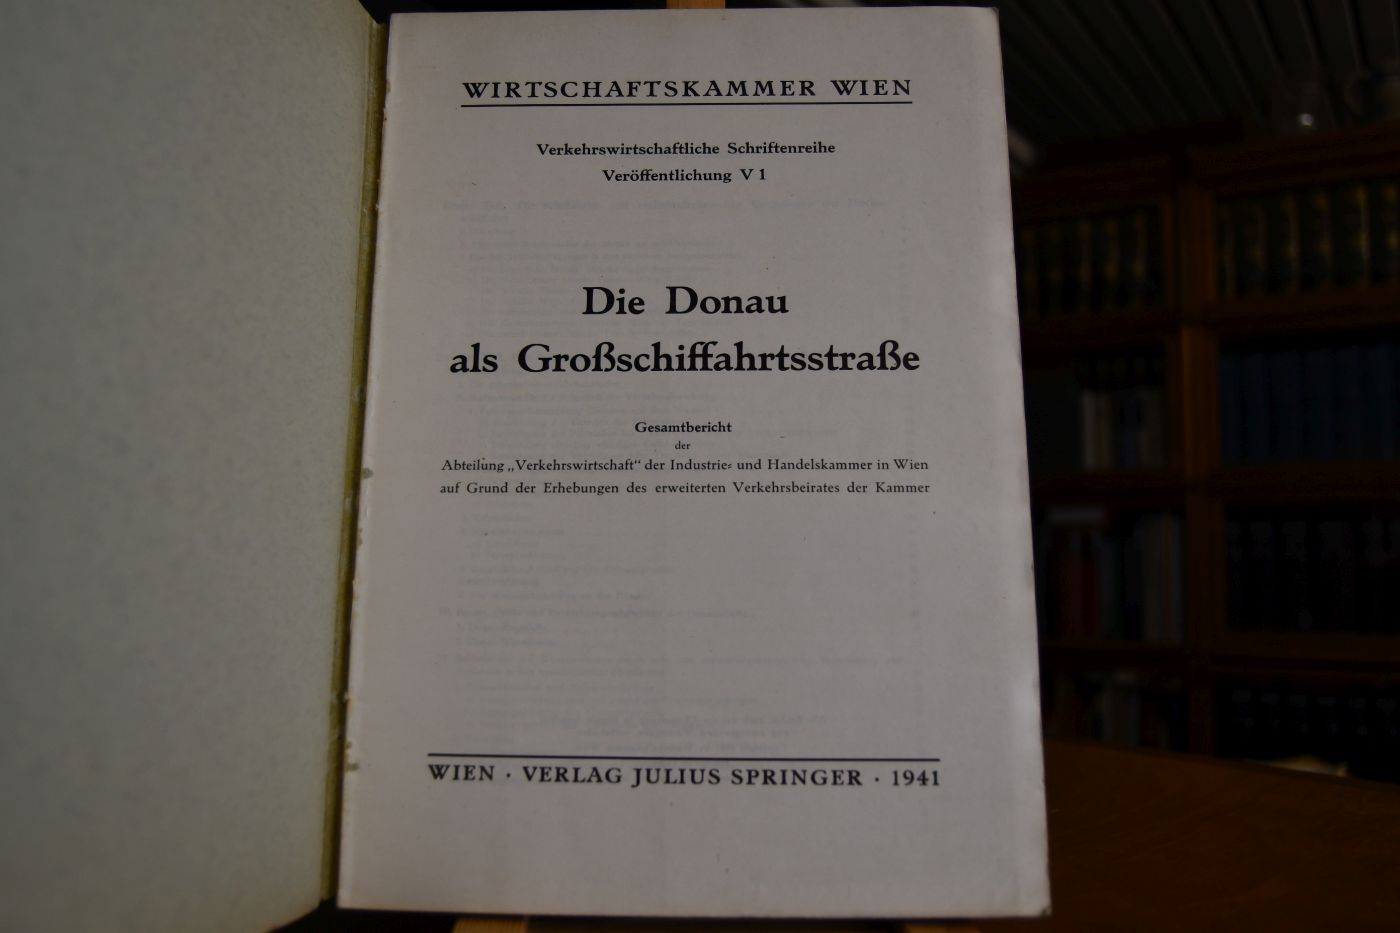 WIRTSCHAFTSKAMMER WIEN
Verkehrswirtschaftliche Schriftenreihe
Veröffentlichung V 1
Die Donau
als Großschiffahrtsstraße
Gesamtbericht
der
Abteilung „Verkehrswirtschaft“ der Industrie- und Handelskammer in Wien
auf Grund der Erhebungen des erweiterten Verkehrsbeirates der Kammer
WIEN · VERLAG JULIUS SPRINGER · 1941